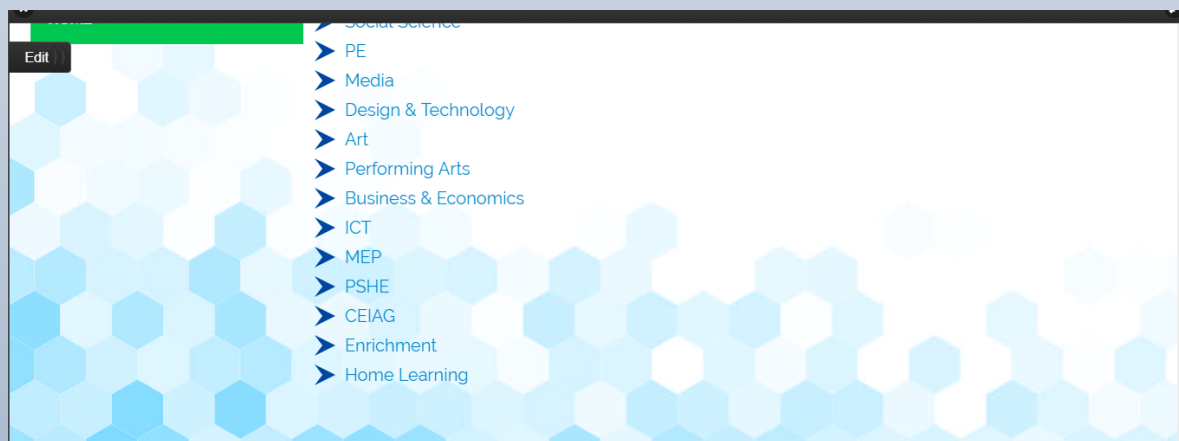 HOME
Social Science
Edit
PE
Media
Design & Technology
Art
Performing Arts
Business & Economics
ICT
MEP
PSHE
CEIAG
Enrichment
Home Learning